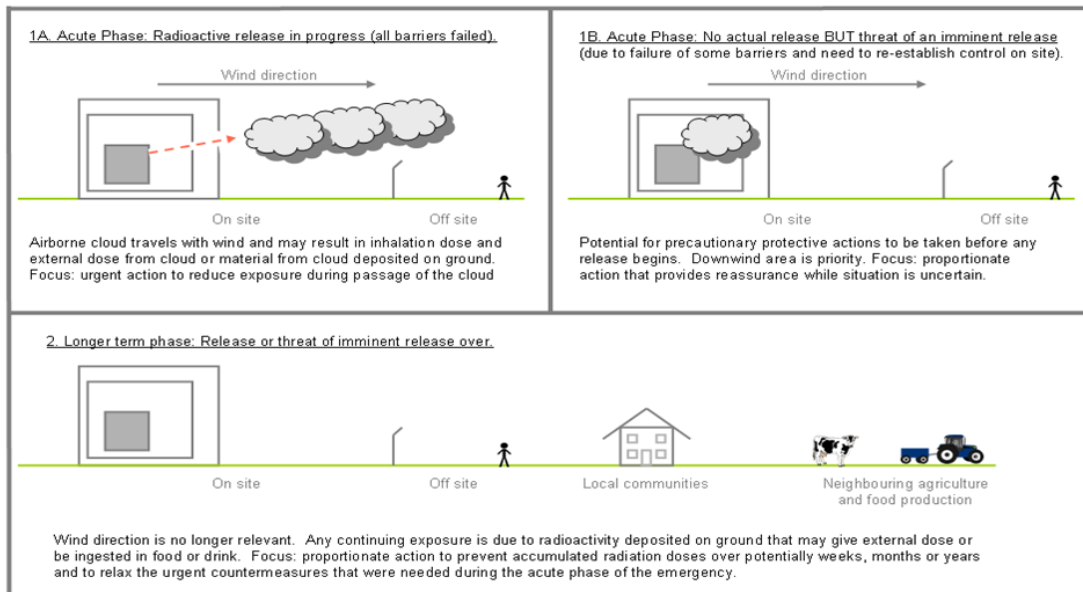 1A. Acute Phase: Radioactive release in progress (all barriers failed).
Wind direction
On site
Off site
Airborne cloud travels with wind and may result in inhalation dose and
external dose from cloud or material from cloud deposited on ground.
Focus: urgent action to reduce exposure during passage of the cloud
1B. Acute Phase: No actual release BUT threat of an imminent release
(due to failure of some barriers and need to re-establish control on site).
Wind direction
On site
Off site
Potential for precautionary protective actions to be taken before any
release begins. Downwind area is priority. Focus: proportionate
action that provides reassurance while situation is uncertain.
2. Longer term phase: Release or threat of imminent release over.
On site
Off site
Local communities
Neighbouring agriculture
and food production
Wind direction is no longer relevant. Any continuing exposure is due to radioactivity deposited on ground that may give external dose or
be ingested in food or drink. Focus: proportionate action to prevent accumulated radiation doses over potentially weeks, months or years
and to relax the urgent countermeasures that were needed during the acute phase of the emergency.